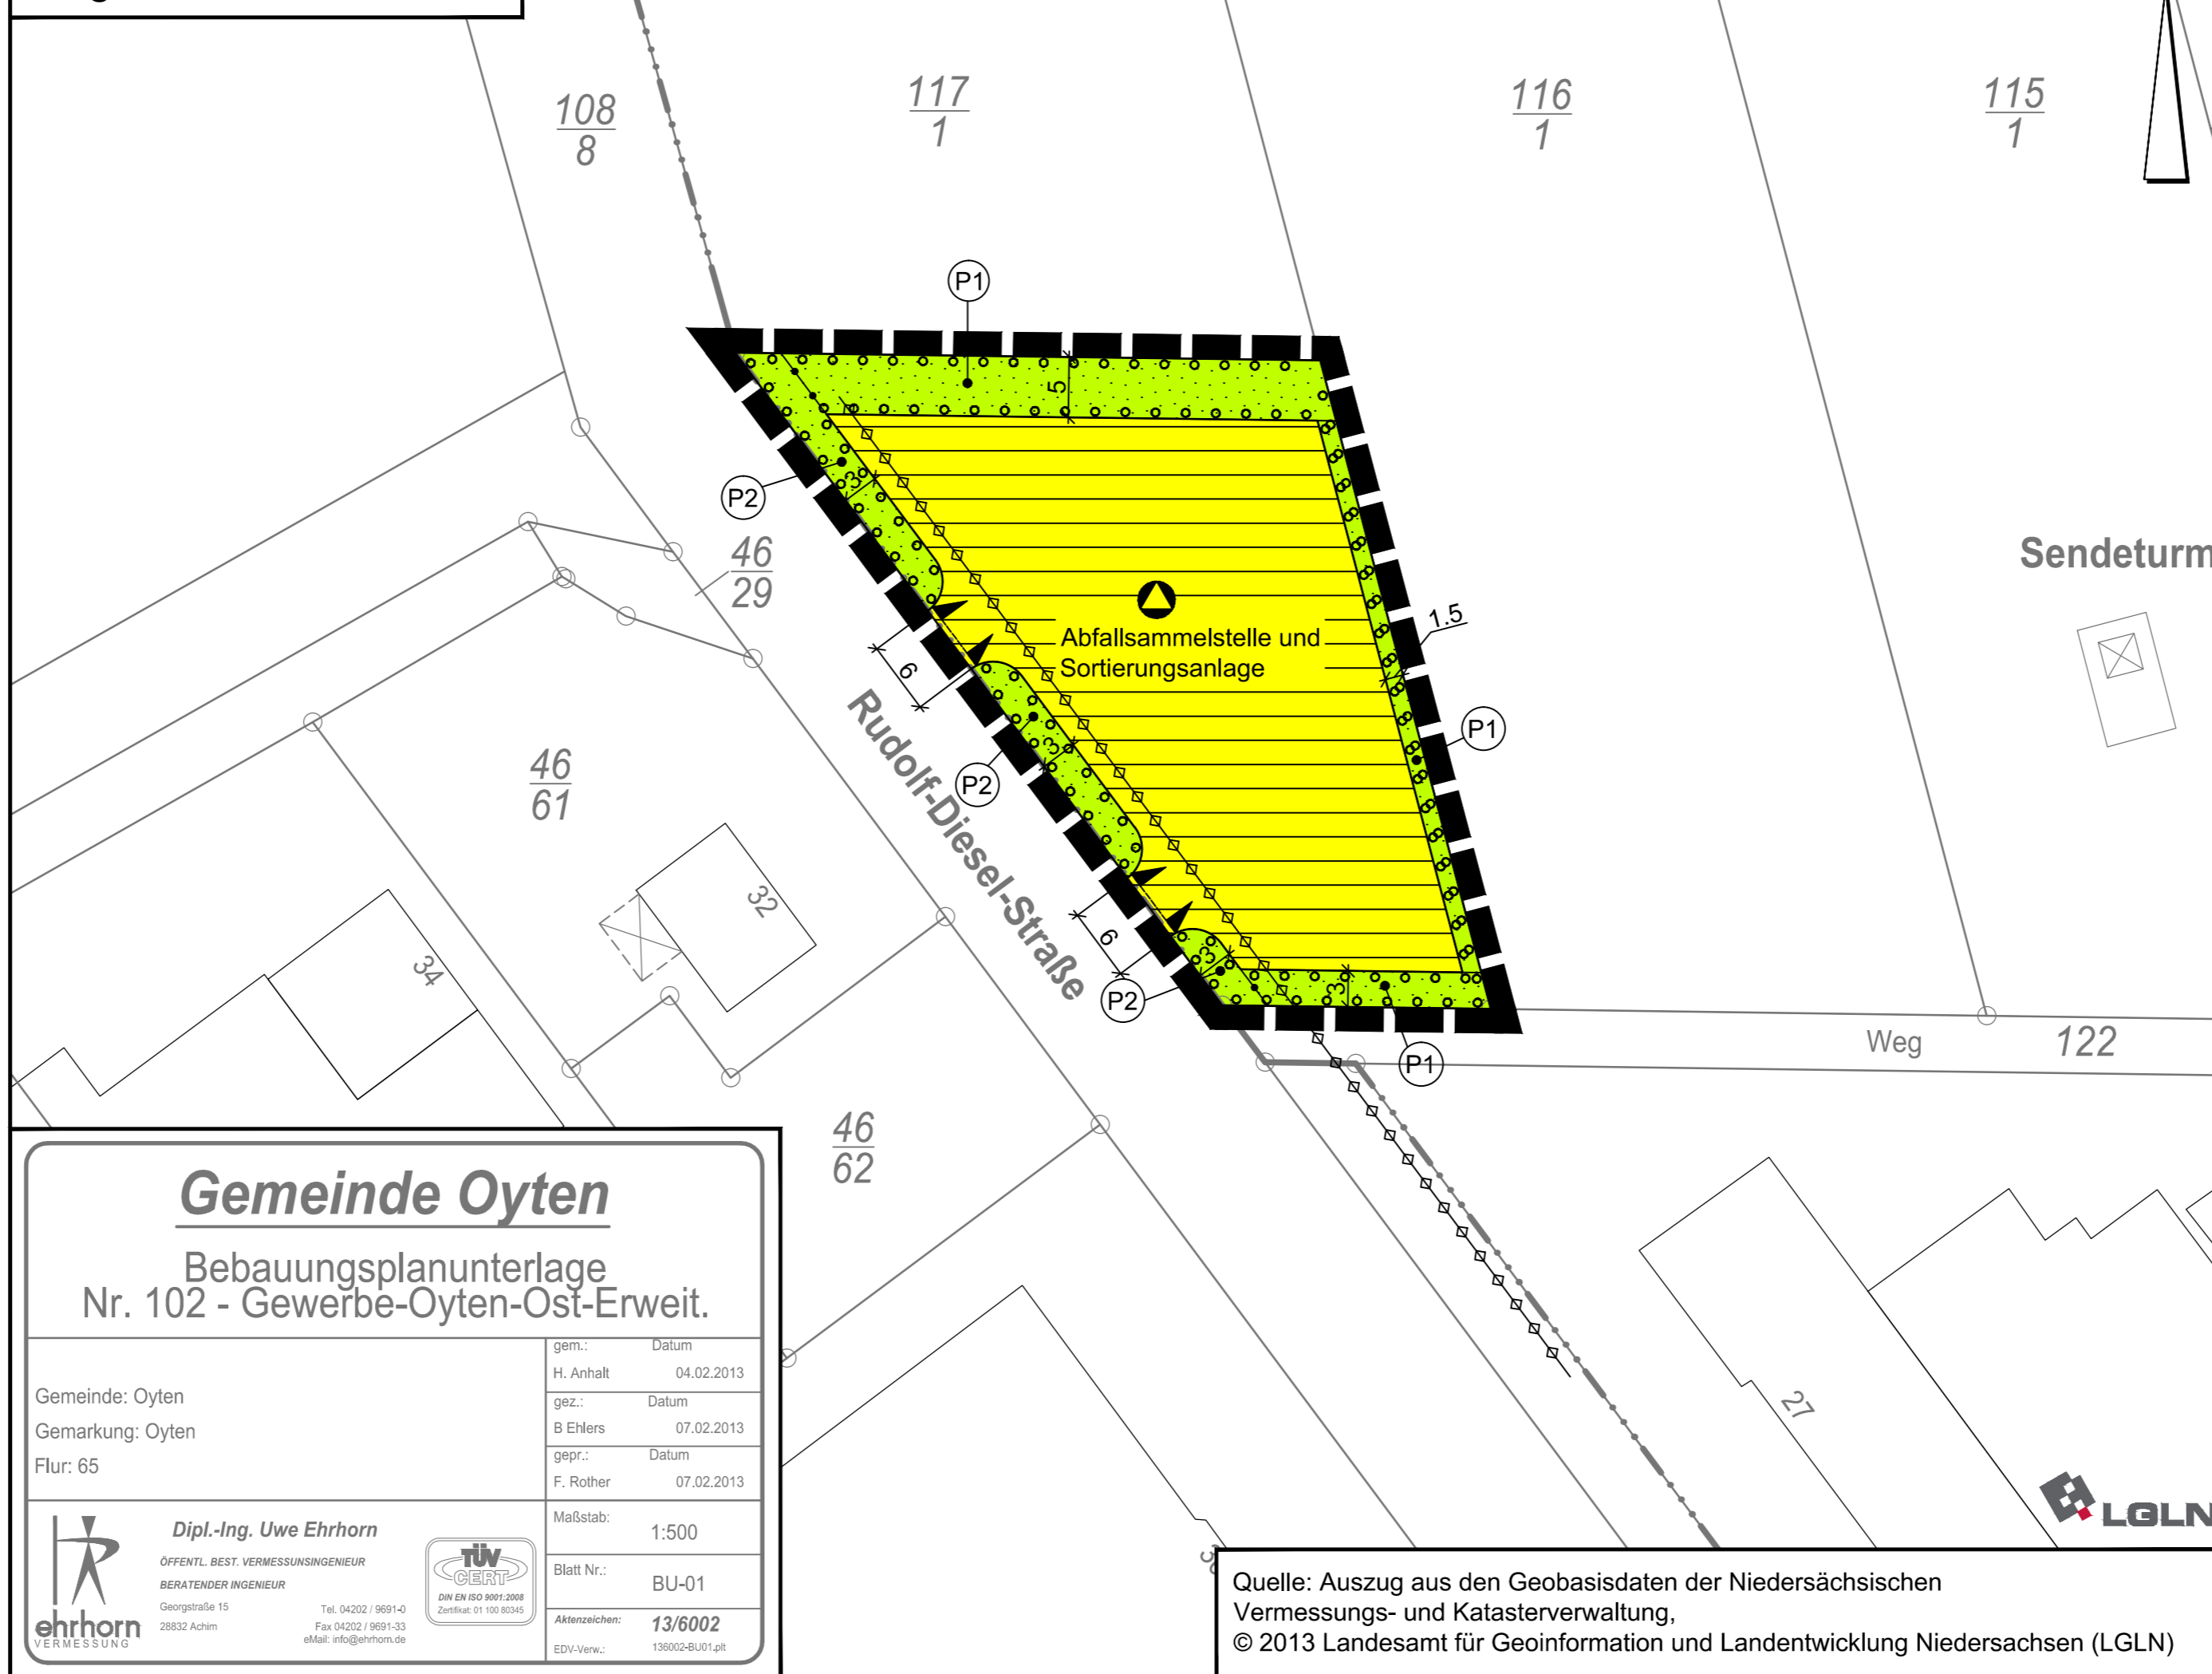 108
8
117
1
116
1
115
1
P1
5
P2
3
46
29
Sendeturm
Abfallsammelstelle und
Sortierungsanlage
1.5
6
P1
Rudolf-Diesel-Straße
3
P2
46
61
32
34
6
3
P2
3
P1
Weg
122
46
62
27
Gemeinde Oyten
Bebauungsplanunterlage
Nr. 102 - Gewerbe-Oyten-Ost-Erweit.
Gemeinde: Oyten
Gemarkung: Oyten
Flur: 65
gem.: Datum
H. Anhalt 04.02.2013
gez.: Datum
B Ehlers 07.02.2013
gepr.: Datum
F. Rother 07.02.2013
Maßstab:
1:500
Blatt Nr.:
BU-01
Aktenzeichen: 13/6002
EDV-Verw.: 136002-BU01.plt
Dipl.-Ing. Uwe Ehrhorn
ÖFFENTL. BEST. VERMESSUNSINGENIEUR
BERATENDER INGENIEUR
Georgstraße 15
28832 Achim
Tel. 04202 / 9691-0
Fax 04202 / 9691-33
eMail: info@ehrhorn.de
ehrhorn
VERMESSUNG
TÜV
CERT
DIN EN ISO 9001:2008
Zertifikat: 01 100 80345
LGLN
Quelle: Auszug aus den Geobasisdaten der Niedersächsischen
Vermessungs- und Katasterverwaltung,
© 2013 Landesamt für Geoinformation und Landentwicklung Niedersachsen (LGLN)